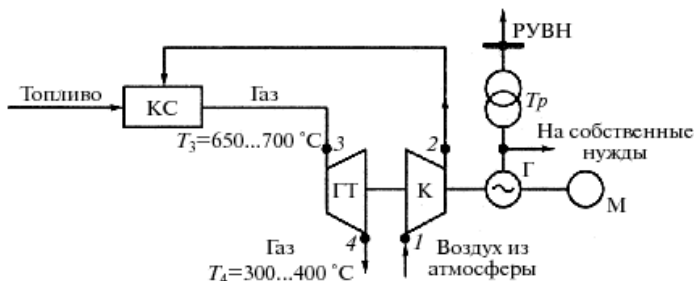 РУВН
Топливо
КС
Газ
Тр
T₃=650...700 °C
3
2
На собственные
нужды
Г
ГТ
К
М
4
1
Газ
T₄=300...400 °C
Воздух из
атмосферы